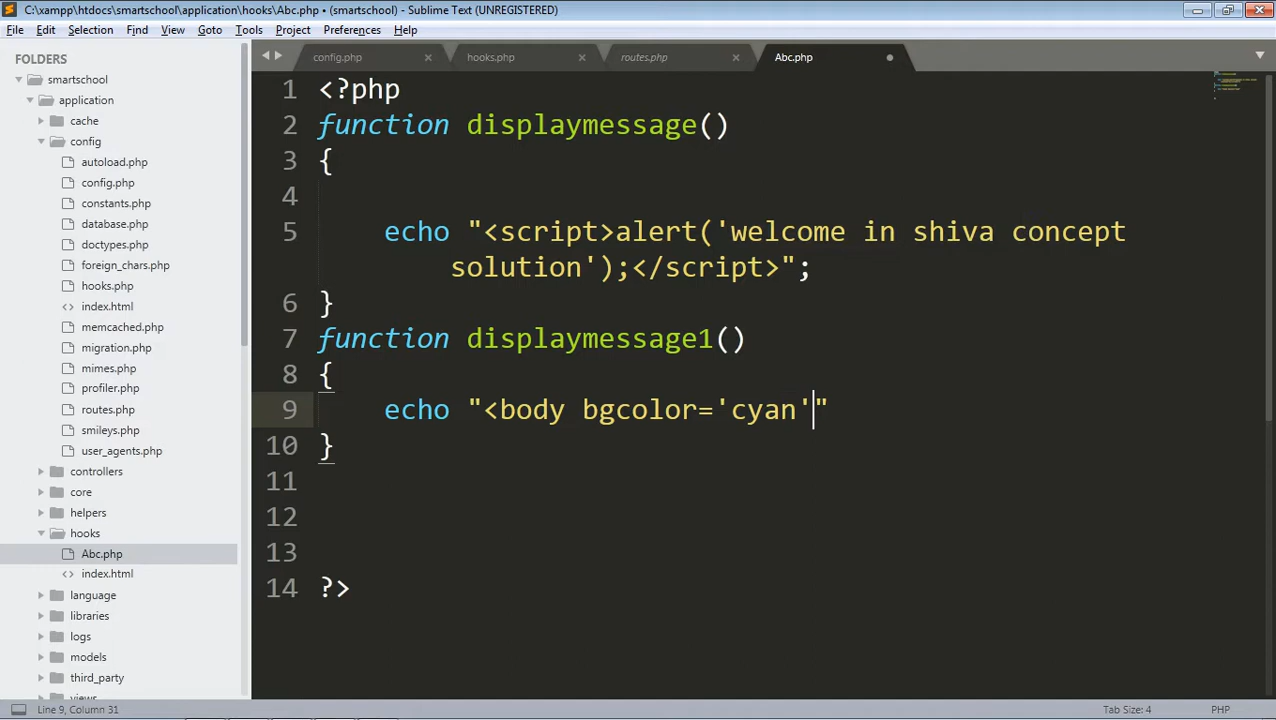 C:\xampp\htdocs\smartschool\application\hooks\Abc.php • (smartschool) - Sublime Text (UNREGISTERED)
File Edit Selection Find View Goto Tools Project Preferences Help
FOLDERS
smartschool
application
cache
config
autoload.php
config.php
constants.php
database.php
doctypes.php
foreign_chars.php
hooks.php
index.html
memcached.php
migration.php
mimes.php
profiler.php
routes.php
smileys.php
user_agents.php
controllers
core
helpers
hooks
Abc.php
index.html
language
libraries
logs
models
third_party
views
config.php hooks.php routes.php Abc.php
1 <?php
2 function displaymessage()
3 {
4
5 echo "<script>alert('welcome in shiva concept
solution');</script>";
6 }
7 function displaymessage1()
8 {
9 echo "<body bgcolor='cyan'"
10 }
11
12
13
14 ?>
Line 9, Column 31
Tab Size: 4
PHP